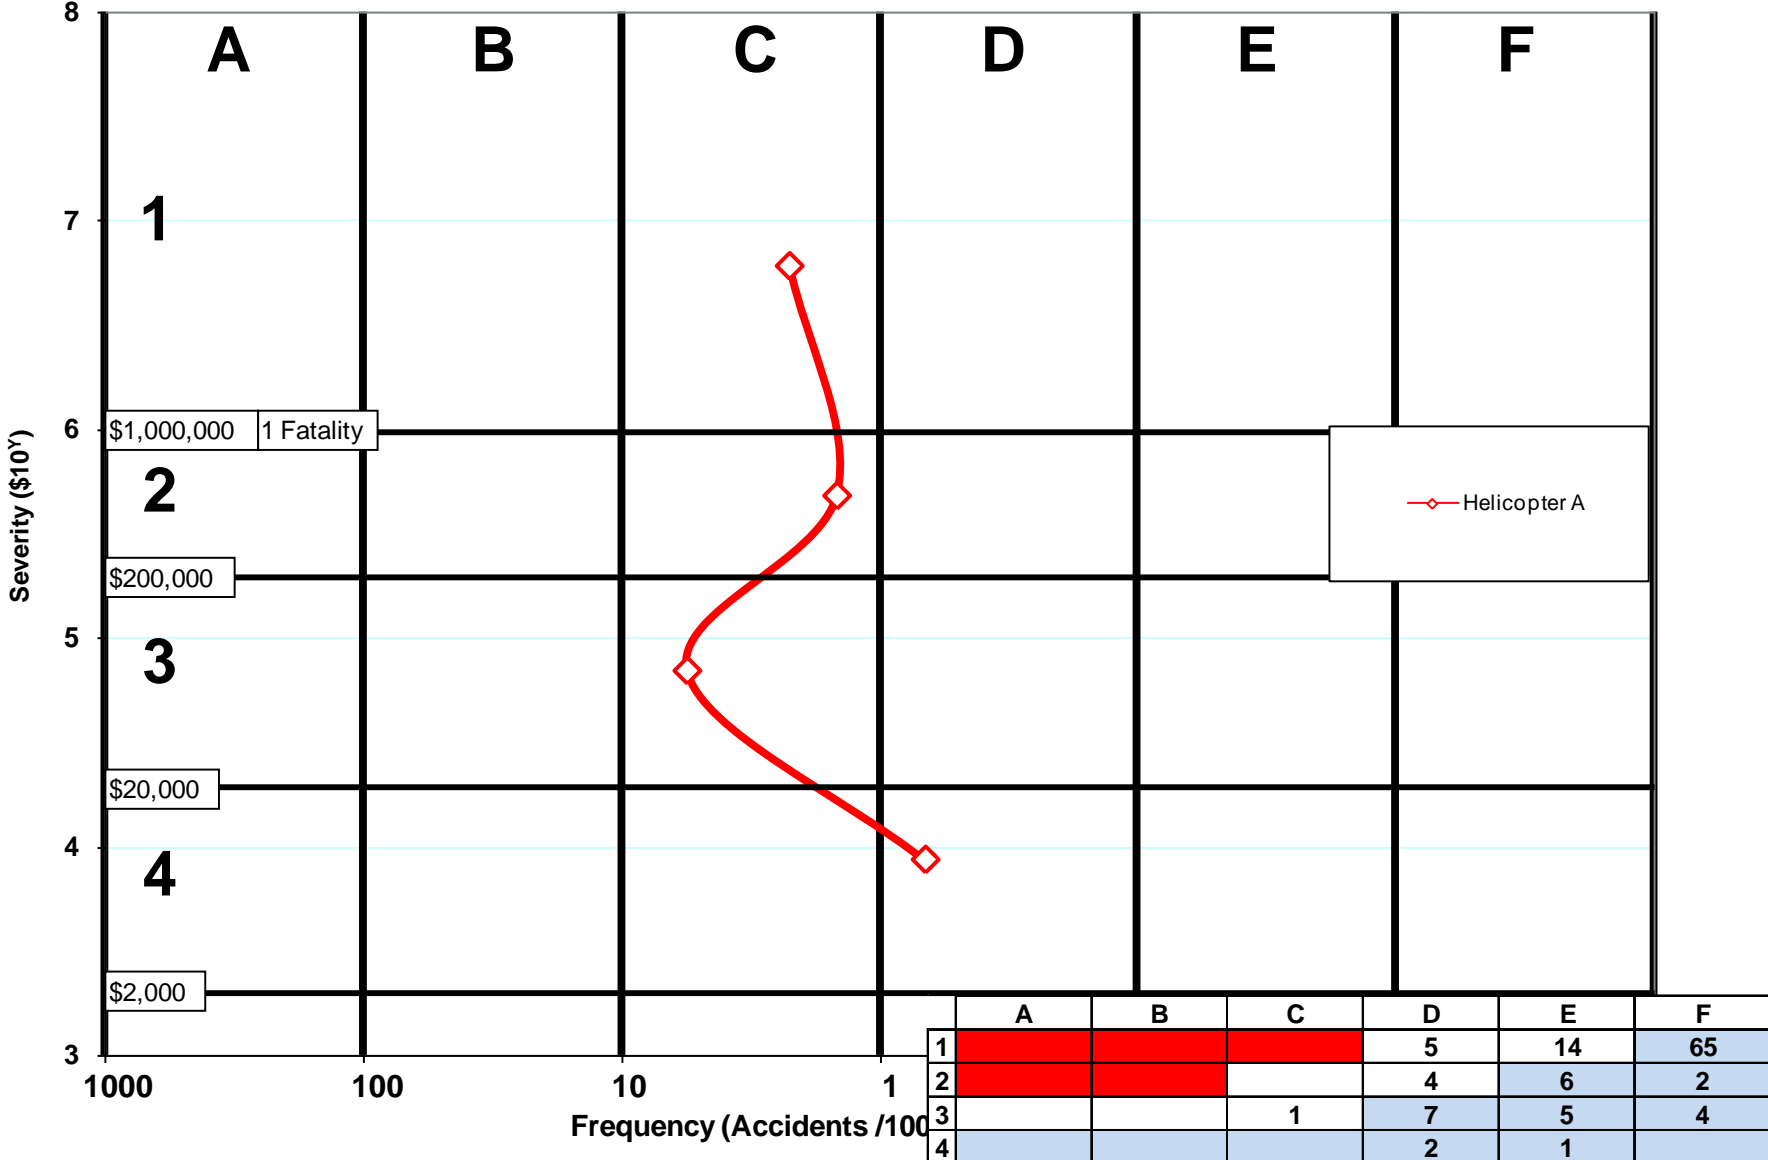 8
A B C D E F
7
1
6
$1,000,000 1 Fatality
Severity ($10ʸ)
2
Helicopter A
$200,000
5
3
$20,000
4
4
$2,000
3
1000 100 10 1
Frequency (Accidents /100
A B C D E F
1 5 14 65
2 4 6 2
3 1 7 5 4
4 2 1